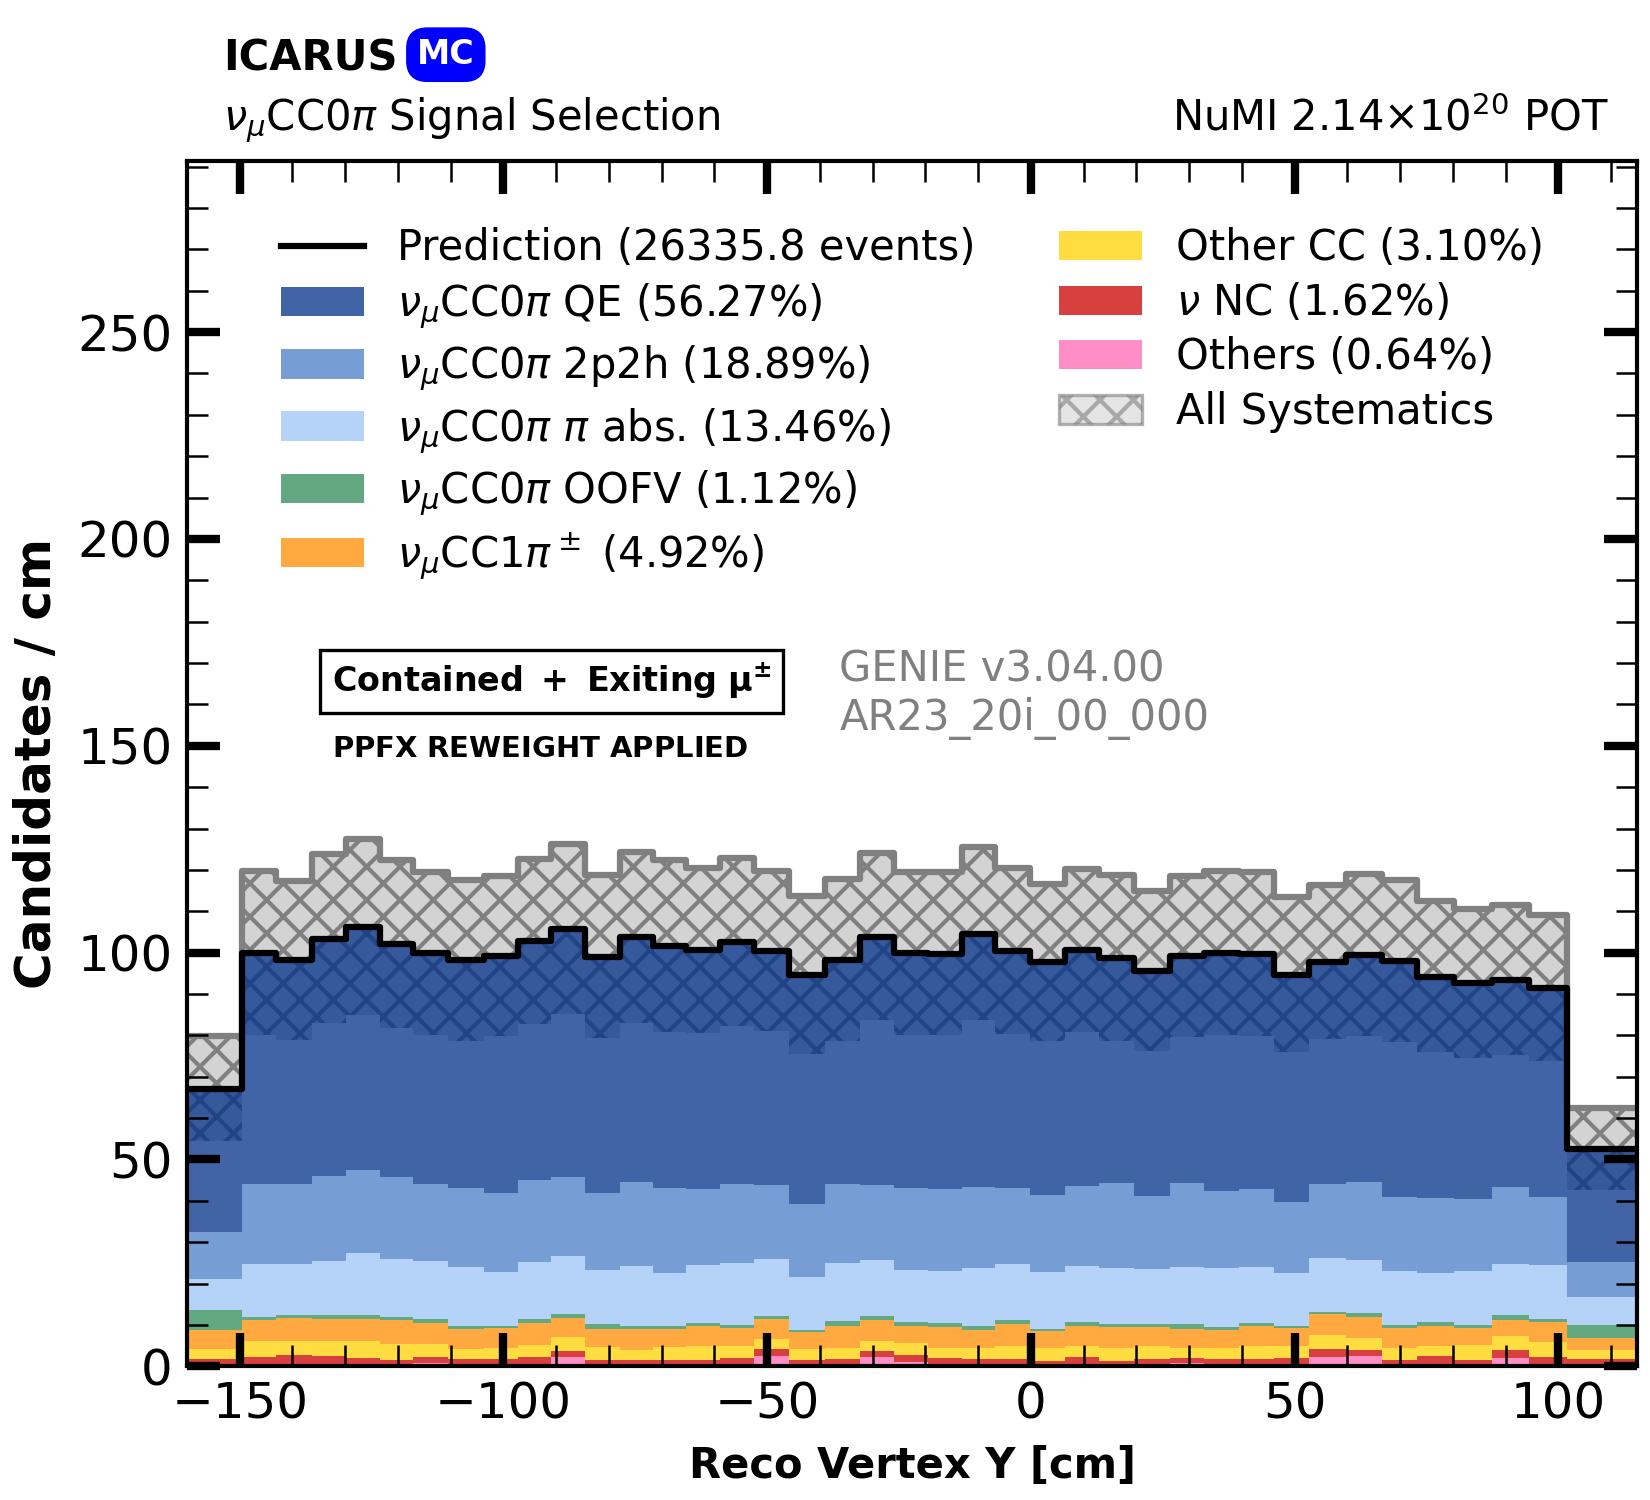 ICARUS MC
νμCC0π Signal Selection
NuMI 2.14×10²⁰ POT
Prediction (26335.8 events)
νμCC0π QE (56.27%)
νμCC0π 2p2h (18.89%)
νμCC0π π abs. (13.46%)
νμCC0π OOFV (1.12%)
νμCC1π± (4.92%)
Other CC (3.10%)
ν NC (1.62%)
Others (0.64%)
All Systematics
Contained + Exiting μ±
PPFX REWEIGHT APPLIED
GENIE v3.04.00
AR23_20i_00_000
Candidates / cm
250
200
150
100
50
0
−150 −100 −50 0 50 100
Reco Vertex Y [cm]